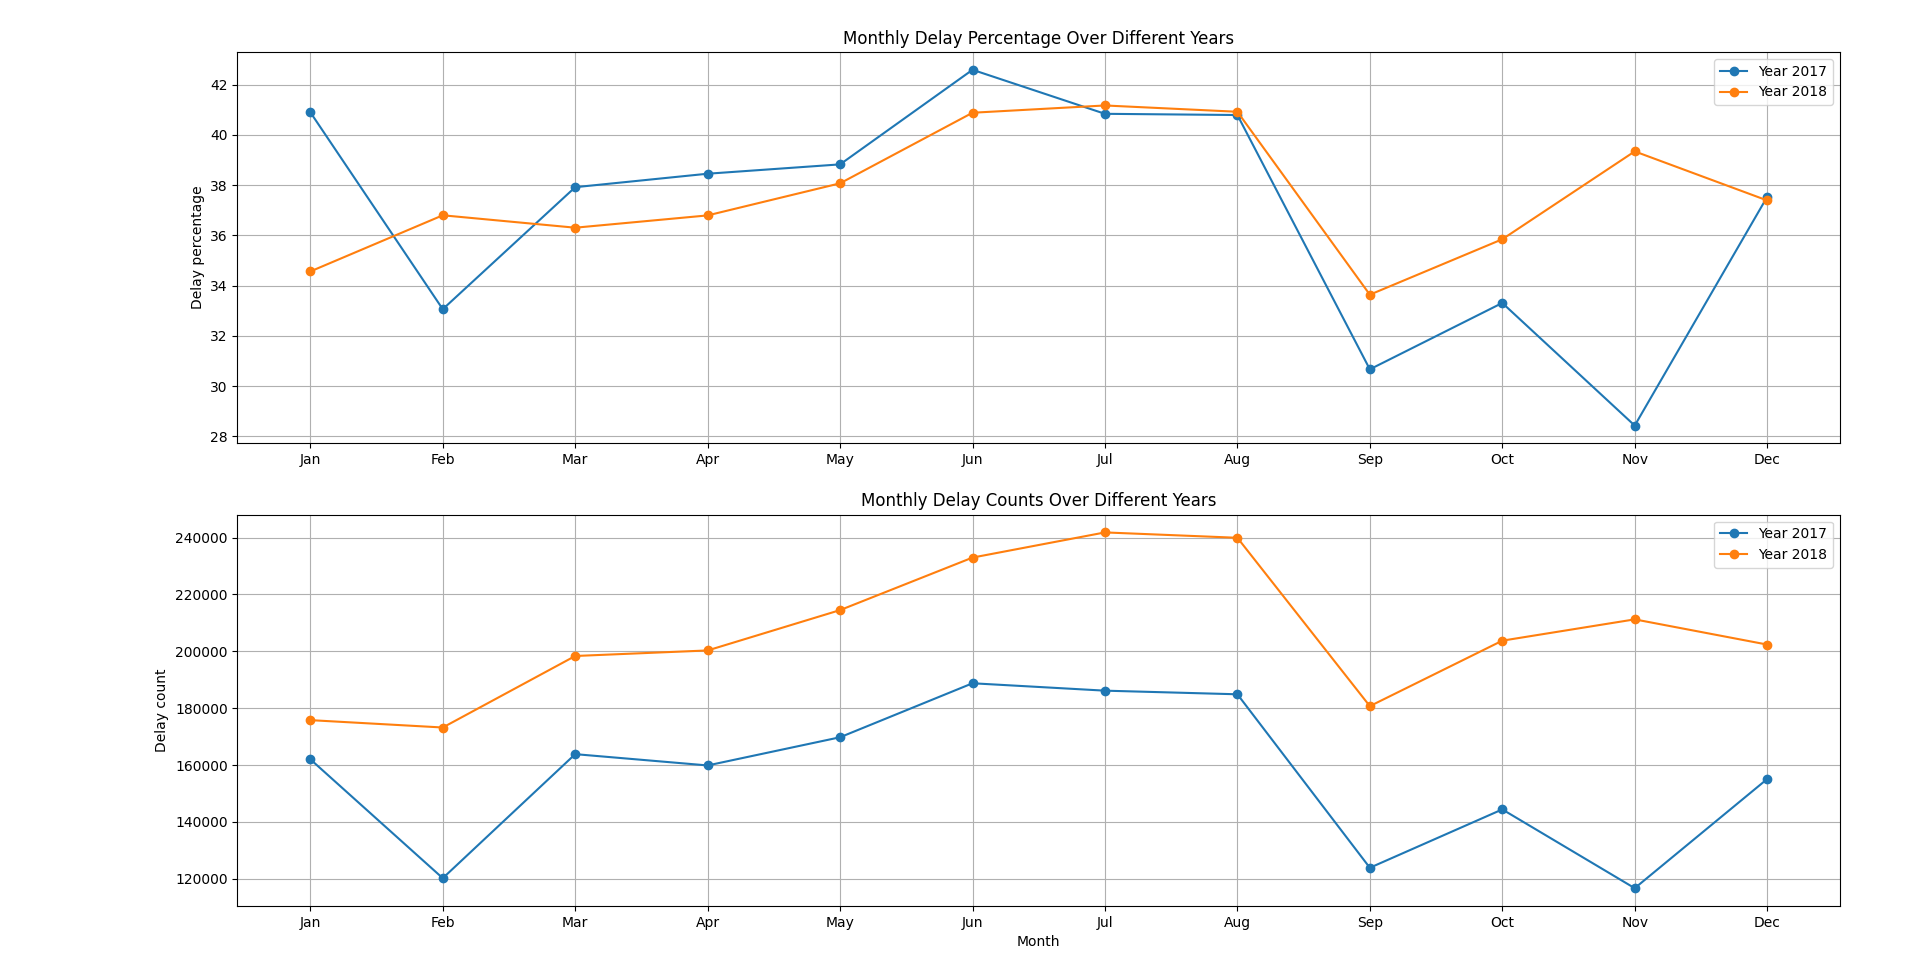 Monthly Delay Percentage Over Different Years
Year 2017
Year 2018
Delay percentage
42
40
38
36
34
32
30
28
Jan Feb Mar Apr May Jun Jul Aug Sep Oct Nov Dec
Monthly Delay Counts Over Different Years
Year 2017
Year 2018
Delay count
240000
220000
200000
180000
160000
140000
120000
Jan Feb Mar Apr May Jun Jul Aug Sep Oct Nov Dec
Month